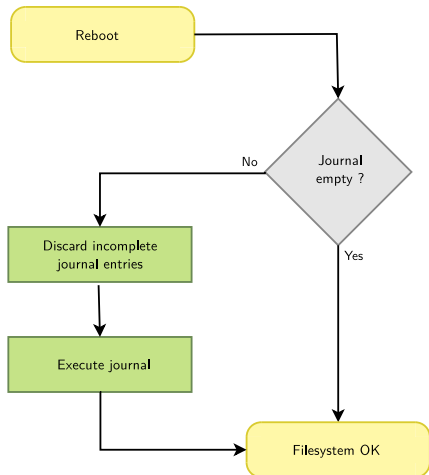 Reboot
Journal
empty ?
No
Yes
Discard incomplete
journal entries
Execute journal
Filesystem OK